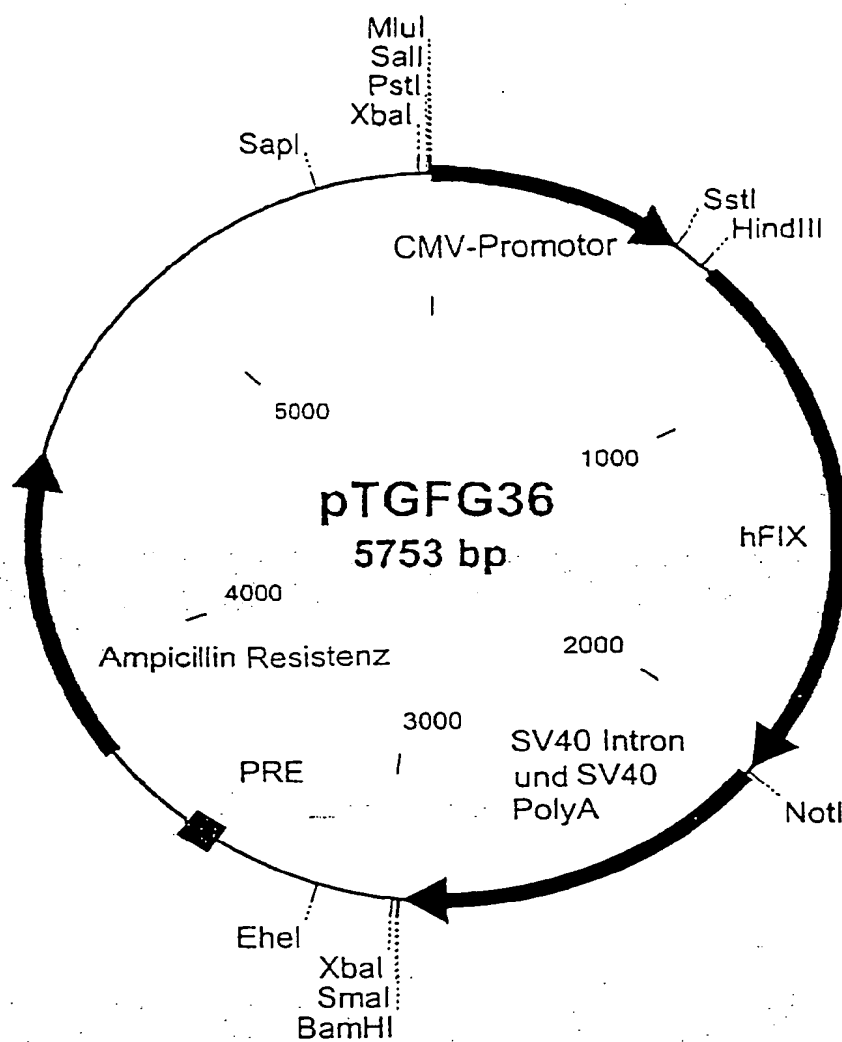 MluI
SalI
PstI
XbaI
SapI
SstI
HindIII
CMV-Promotor
5000
1000
pTGFG36
5753 bp
hFIX
4000
Ampicillin Resistenz
2000
3000
SV40 Intron
und SV40
PolyA
PRE
NotI
EheI
XbaI
SmaI
BamHI